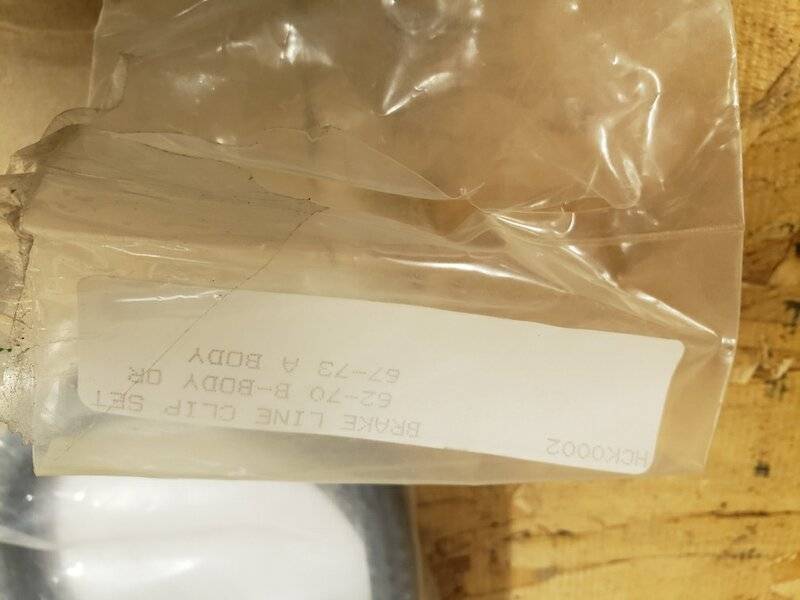 HCK0002
BRAKE LINE CLIP SET
62-70 B-BODY OR
67-73 A BODY